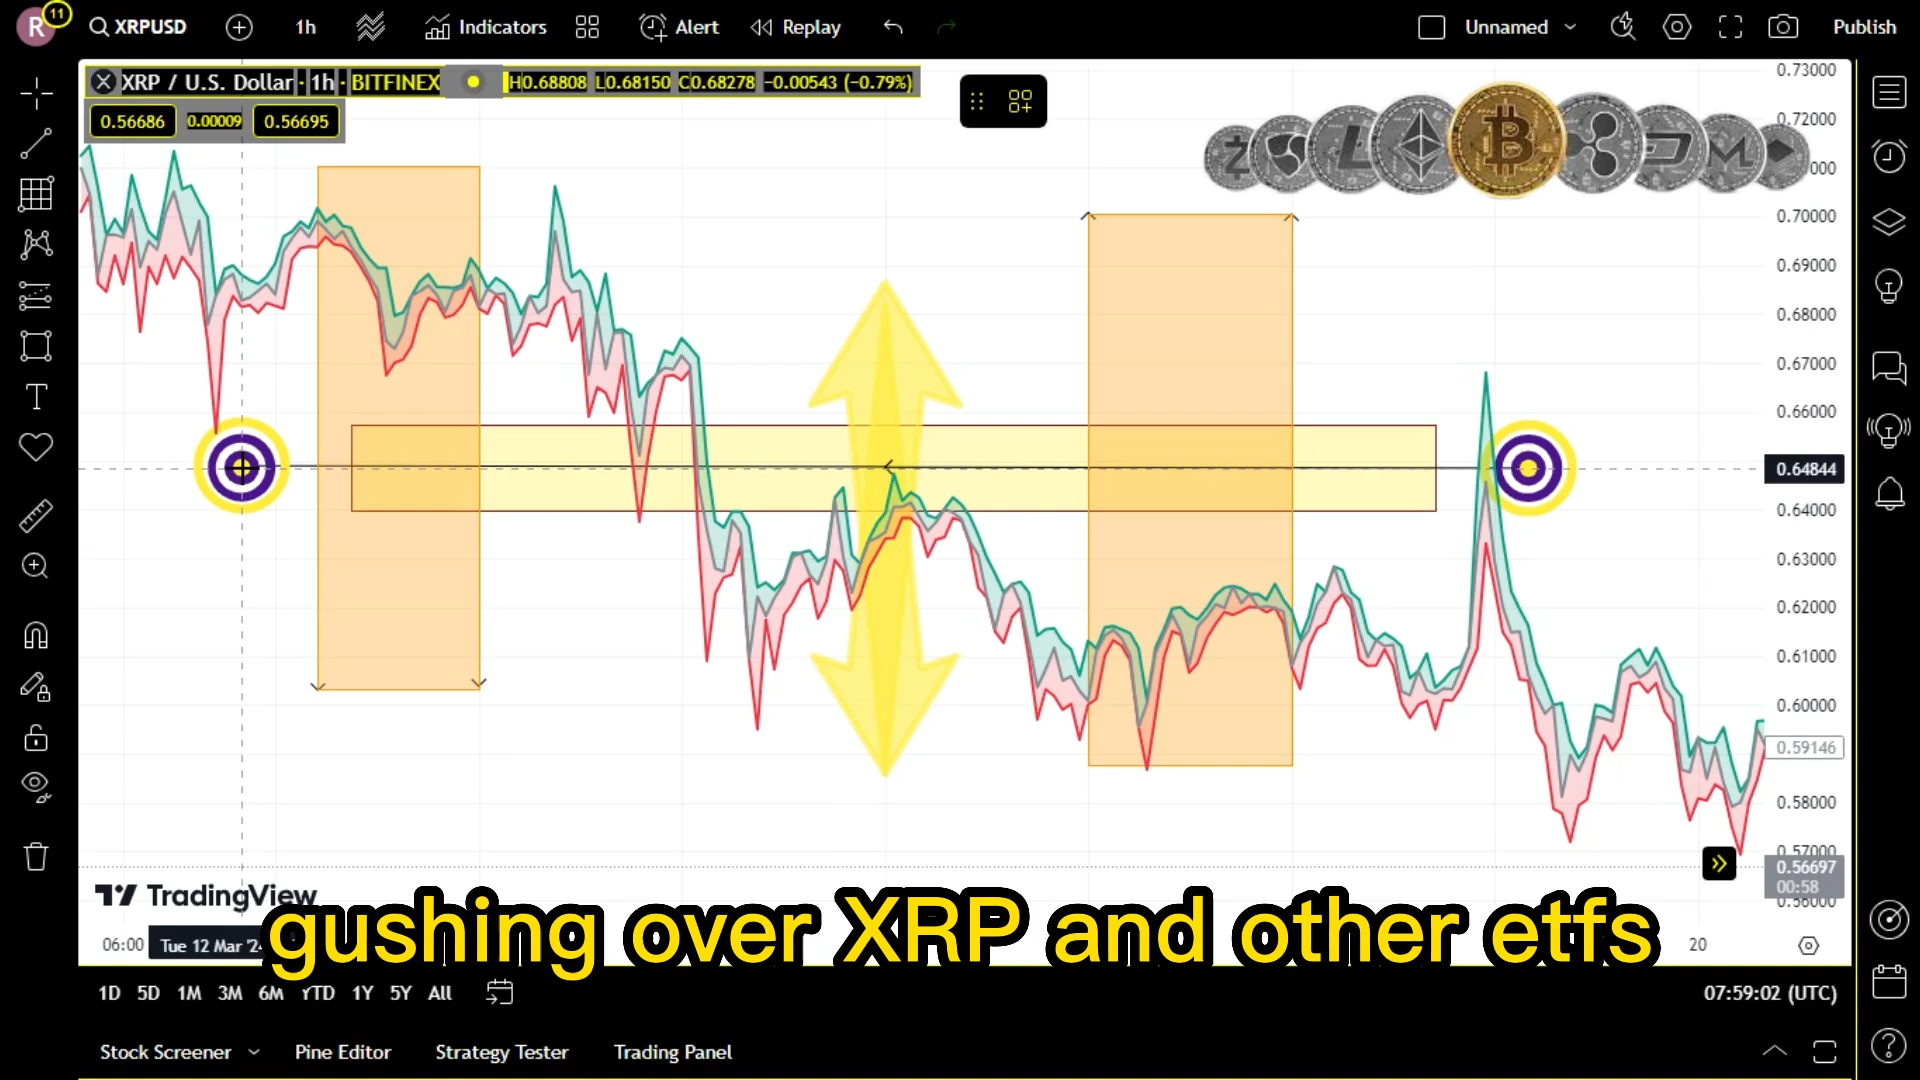 R 11 XRPUSD 1h Indicators Alert Replay Unnamed Publish
XRP / U.S. Dollar · 1h · BITFINEX H0.68808 L0.68150 C0.68278 −0.00543 (−0.79%)
0.56686 0.00009 0.56695
0.73000
0.72000
000
0.70000
0.69000
0.68000
0.67000
0.66000
0.64844
0.64000
0.63000
0.62000
0.61000
0.60000
0.59146
0.58000
0.57000
0.56697
00:58
TradingView
gushing over XRP and other etfs
06:00 Tue 12 Mar '2 20
1D 5D 1M 3M 6M YTD 1Y 5Y All 07:59:02 (UTC)
Stock Screener Pine Editor Strategy Tester Trading Panel